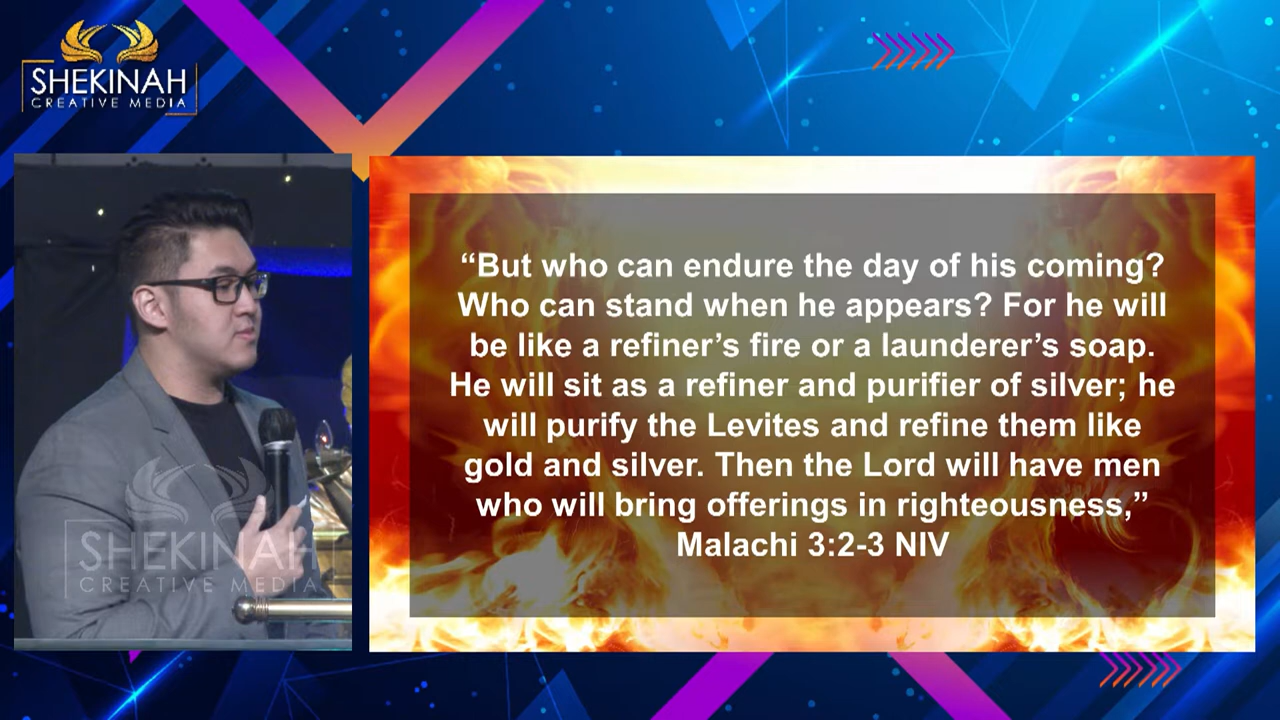 SHEKINAH
CREATIVE MEDIA
“But who can endure the day of his coming?
Who can stand when he appears? For he will
be like a refiner’s fire or a launderer’s soap.
He will sit as a refiner and purifier of silver; he
will purify the Levites and refine them like
gold and silver. Then the Lord will have men
who will bring offerings in righteousness,”
Malachi 3:2-3 NIV
SHEKINAH
CREATIVE MEDIA